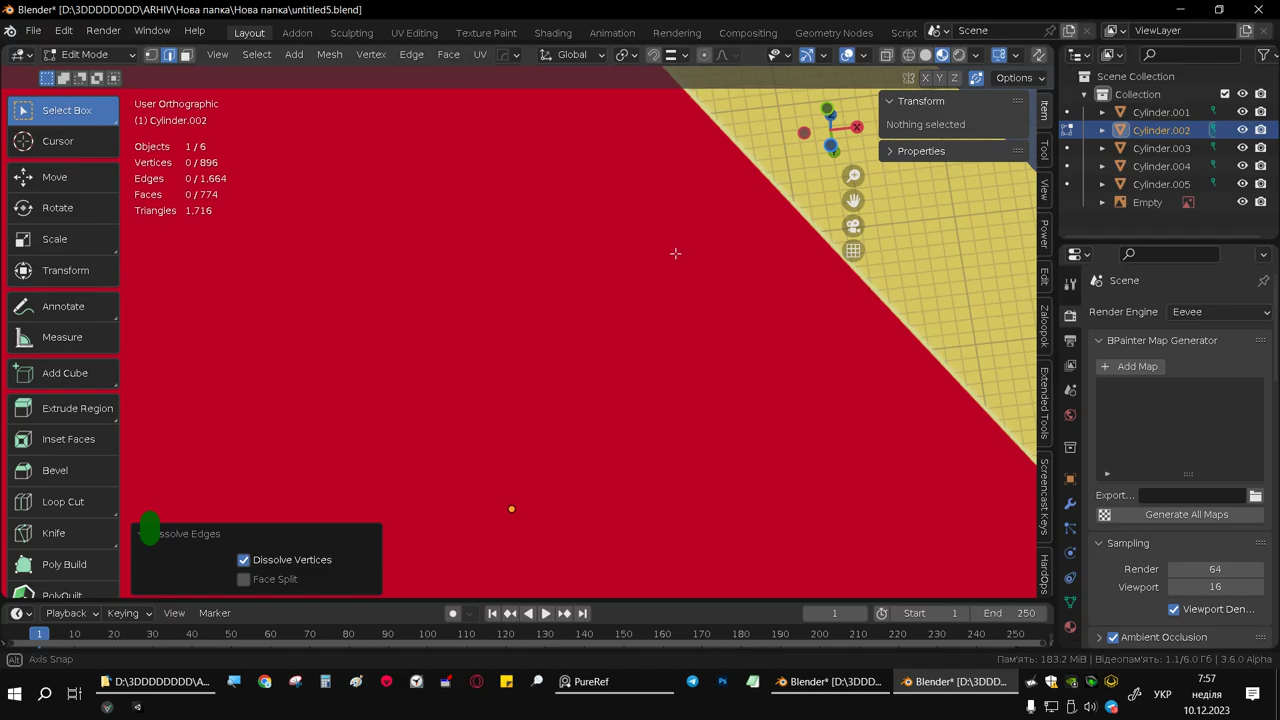 Blender* [D:\3DDDDDDDD\ARHIV\Нова папка\Нова папка\untitled5.blend]
File Edit Render Window Help Layout Addon Sculpting UV Editing Texture Paint Shading Animation Rendering Compositing Geometry Nodes Script Scene ViewLayer
Edit Mode View Select Add Mesh Vertex Edge Face UV Global
X Y Z Options
User Orthographic
(1) Cylinder.002
Objects 1 / 6
Vertices 0 / 896
Edges 0 / 1,664
Faces 0 / 774
Triangles 1,716
Select Box
Cursor
Move
Rotate
Scale
Transform
Annotate
Measure
Add Cube
Extrude Region
Inset Faces
Bevel
Loop Cut
Knife
Poly Build
PolyQuilt
Transform
Nothing selected
Properties
X
Item
Tool
View
Power
Edit
Zaloopok
Extended Tools
Screencast Keys
HardOps
Scene Collection
Collection
Cylinder.001
Cylinder.002
Cylinder.003
Cylinder.004
Cylinder.005
Empty
Scene
Render Engine Eevee
BPainter Map Generator
Add Map
Export...
Generate All Maps
Sampling
Render 64
Viewport 16
Viewport Den...
Ambient Occlusion
ssolve Edges
Dissolve Vertices
Face Split
Playback Keying View Marker 1 Start 1 End 250
1 10 20 30 40 50 60 70 80 90 100 110 120 130 140 150 160 170 180 190 200 210 220 230 240 250
Alt Axis Snap Пам'ять: 183.2 MiB | Відеопам'ять: 1.1/6.0 Гб | 3.6.0 Alpha
D:\3DDDDDDDD\A... PureRef Blender* [D:\3DDD... Blender* [D:\3DDD... 7:57
УКР неділя
10.12.2023